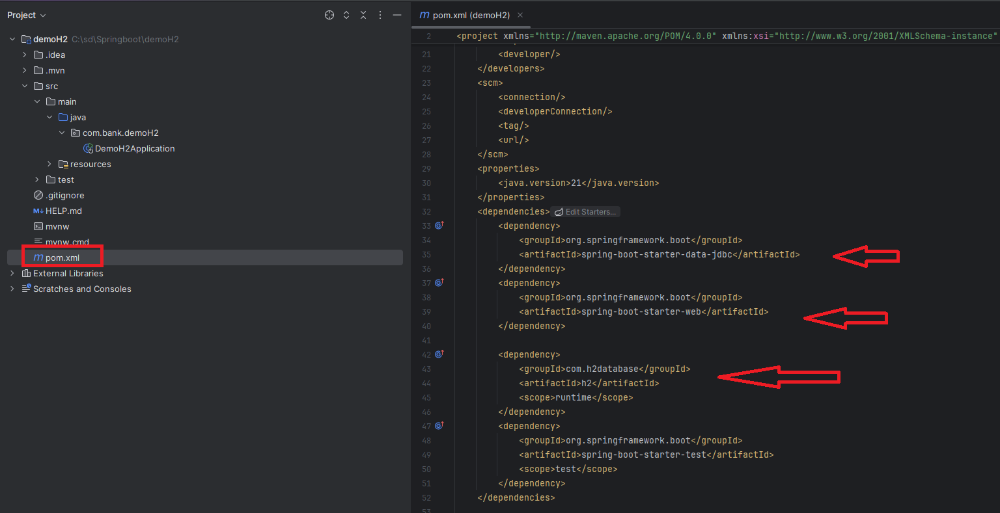 Project
demoH2 C:\sd\Springboot\demoH2
.idea
.mvn
src
main
java
com.bank.demoH2
DemoH2Application
resources
test
.gitignore
M↓ HELP.md
mvnw
mvnw.cmd
m pom.xml
External Libraries
Scratches and Consoles
m pom.xml (demoH2) ×
2 <project xmlns="http://maven.apache.org/POM/4.0.0" xmlns:xsi="http://www.w3.org/2001/XMLSchema-instance"
21 <developer/>
22 </developers>
23 <scm>
24 <connection/>
25 <developerConnection/>
26 <tag/>
27 <url/>
28 </scm>
29 <properties>
30 <java.version>21</java.version>
31 </properties>
32 <dependencies> Edit Starters...
33 <dependency>
34 <groupId>org.springframework.boot</groupId>
35 <artifactId>spring-boot-starter-data-jdbc</artifactId>
36 </dependency>
37 <dependency>
38 <groupId>org.springframework.boot</groupId>
39 <artifactId>spring-boot-starter-web</artifactId>
40 </dependency>
41
42 <dependency>
43 <groupId>com.h2database</groupId>
44 <artifactId>h2</artifactId>
45 <scope>runtime</scope>
46 </dependency>
47 <dependency>
48 <groupId>org.springframework.boot</groupId>
49 <artifactId>spring-boot-starter-test</artifactId>
50 <scope>test</scope>
51 </dependency>
52 </dependencies>
53